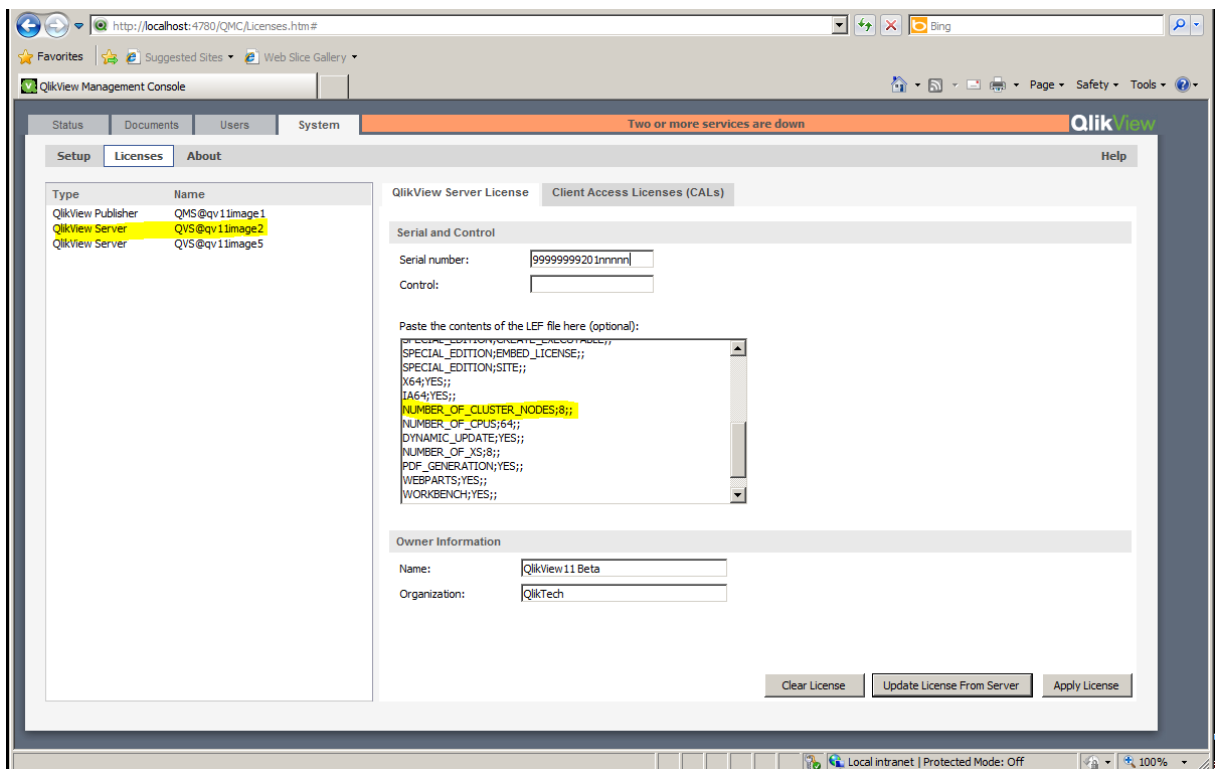 http://localhost:4780/QMC/Licenses.htm#
Bing
Favorites Suggested Sites Web Slice Gallery
QlikView Management Console
Page Safety Tools
Status Documents Users System Two or more services are down QlikView
Setup Licenses About Help
Type Name
QlikView Publisher QMS@qv11image1
QlikView Server QVS@qv11image2
QlikView Server QVS@qv11image5
QlikView Server License Client Access Licenses (CALs)
Serial and Control
Serial number: 99999999201nnnnn
Control:
Paste the contents of the LEF file here (optional):
SPECIAL_EDITION;CREATE_EXECUTABLE;;
SPECIAL_EDITION;EMBED_LICENSE;;
SPECIAL_EDITION;SITE;;
X64;YES;;
IA64;YES;;
NUMBER_OF_CLUSTER_NODES;8;;
NUMBER_OF_CPUS;64;;
DYNAMIC_UPDATE;YES;;
NUMBER_OF_XS;8;;
PDF_GENERATION;YES;;
WEBPARTS;YES;;
WORKBENCH;YES;;
Owner Information
Name: QlikView11 Beta
Organization: QlikTech
Clear License Update License From Server Apply License
Local intranet | Protected Mode: Off 100%